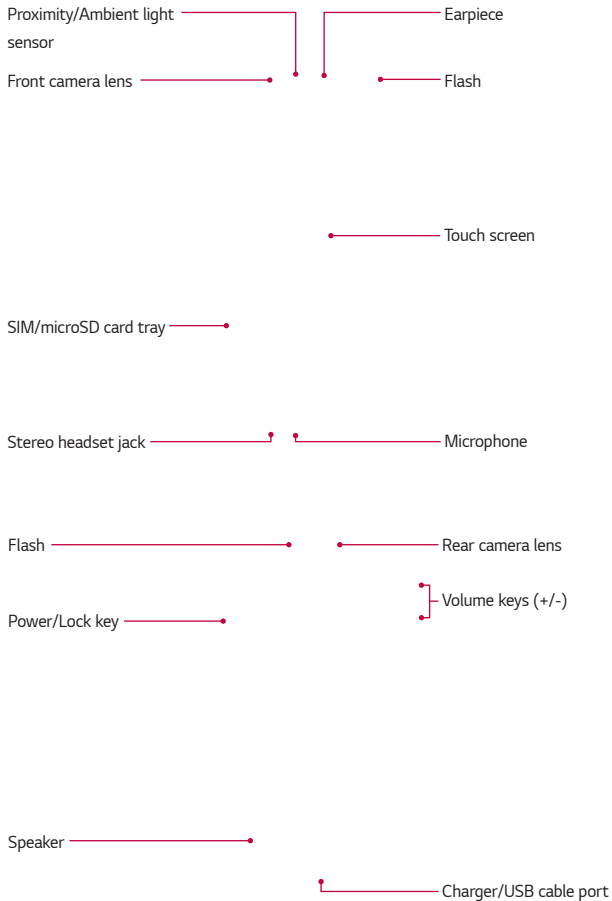 Proximity/Ambient light
sensor
Earpiece
Front camera lens
Flash
Touch screen
SIM/microSD card tray
Stereo headset jack
Microphone
Flash
Rear camera lens
Volume keys (+/-)
Power/Lock key
Speaker
Charger/USB cable port